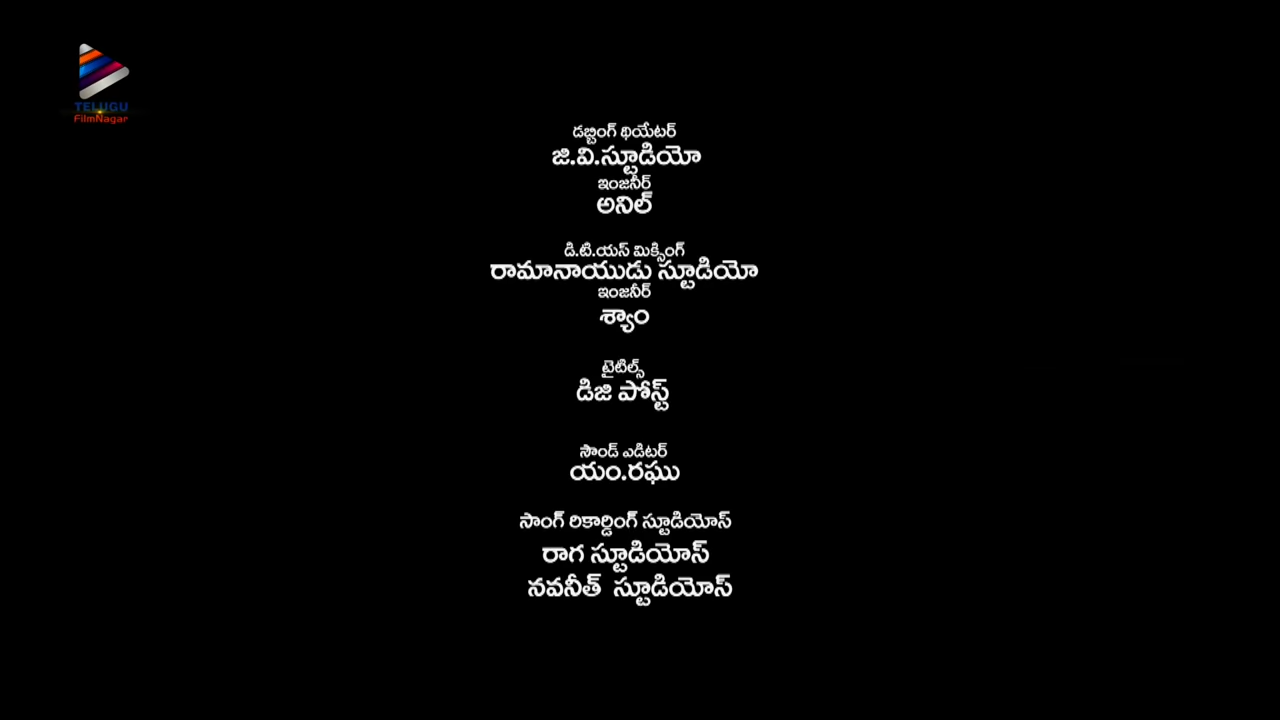 TELUGU
FilmNagar
డబ్బింగ్ థియేటర్
జి.వి.స్టూడియో
ఇంజనీర్
అనిల్
డి.టి.యస్ మిక్సింగ్
రామానాయుడు స్టూడియో
ఇంజనీర్
శ్యాం
టైటిల్స్
డిజి పోస్ట్
సౌండ్ ఎడిటర్
యం.రఘు
సాంగ్ రికార్డింగ్ స్టూడియోస్
రాగ స్టూడియోస్
నవనీత్ స్టూడియోస్